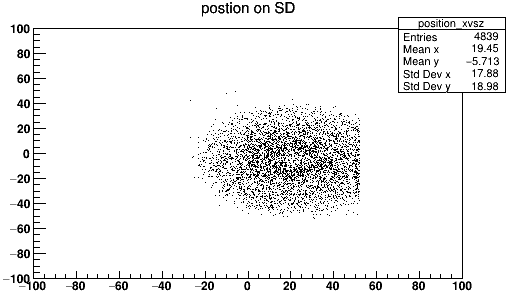 postion on SD
position_xvsz
Entries 4839
Mean x 19.45
Mean y −5.713
Std Dev x 17.88
Std Dev y 18.98
100
80
60
40
20
0
−20
−40
−60
−80
−100
−100 −80 −60 −40 −20 0 20 40 60 80 100